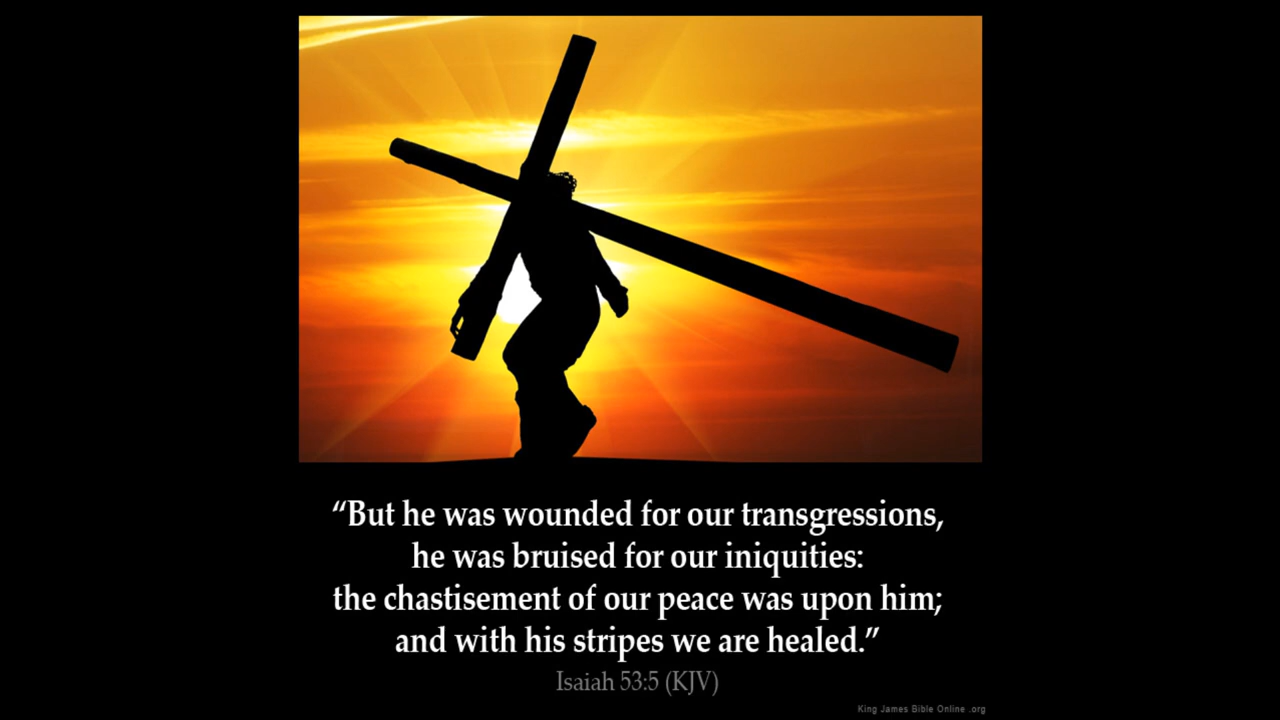 “But he was wounded for our transgressions,
he was bruised for our iniquities:
the chastisement of our peace was upon him;
and with his stripes we are healed.”
Isaiah 53:5 (KJV)
King James Bible Online .org